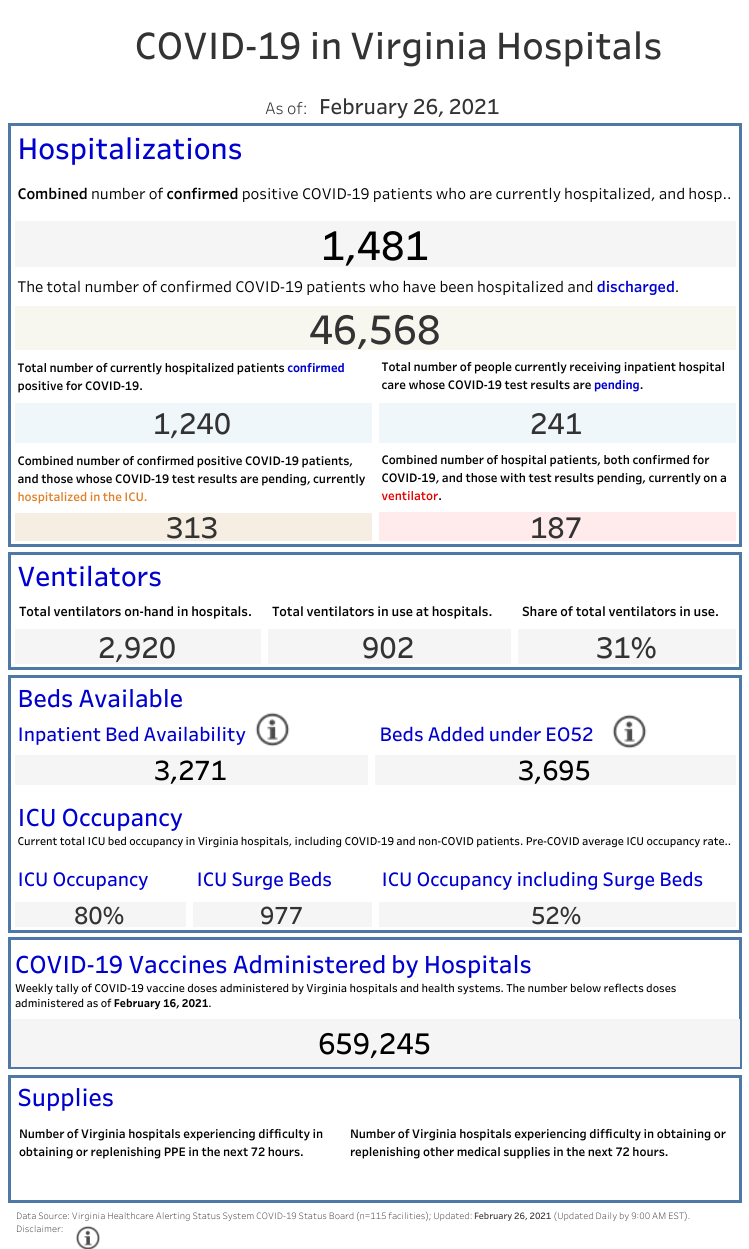 COVID-19 in Virginia Hospitals
As of: February 26, 2021
Hospitalizations
Combined number of confirmed positive COVID-19 patients who are currently hospitalized, and hosp..
1,481
The total number of confirmed COVID-19 patients who have been hospitalized and discharged.
46,568
Total number of currently hospitalized patients confirmed
positive for COVID-19.
Total number of people currently receiving inpatient hospital
care whose COVID-19 test results are pending.
1,240
241
Combined number of confirmed positive COVID-19 patients,
and those whose COVID-19 test results are pending, currently
hospitalized in the ICU.
Combined number of hospital patients, both confirmed for
COVID-19, and those with test results pending, currently on a
ventilator.
313
187
Ventilators
Total ventilators on-hand in hospitals.
Total ventilators in use at hospitals.
Share of total ventilators in use.
2,920
902
31%
Beds Available
Inpatient Bed Availability
Beds Added under EO52
3,271
3,695
ICU Occupancy
Current total ICU bed occupancy in Virginia hospitals, including COVID-19 and non-COVID patients. Pre-COVID average ICU occupancy rate..
ICU Occupancy
ICU Surge Beds
ICU Occupancy including Surge Beds
80%
977
52%
COVID-19 Vaccines Administered by Hospitals
Weekly tally of COVID-19 vaccine doses administered by Virginia hospitals and health systems. The number below reflects doses
administered as of February 16, 2021.
659,245
Supplies
Number of Virginia hospitals experiencing difficulty in
obtaining or replenishing PPE in the next 72 hours.
Number of Virginia hospitals experiencing difficulty in obtaining or
replenishing other medical supplies in the next 72 hours.
Data Source: Virginia Healthcare Alerting Status System COVID-19 Status Board (n=115 facilities); Updated: February 26, 2021 (Updated Daily by 9:00 AM EST).
Disclaimer: